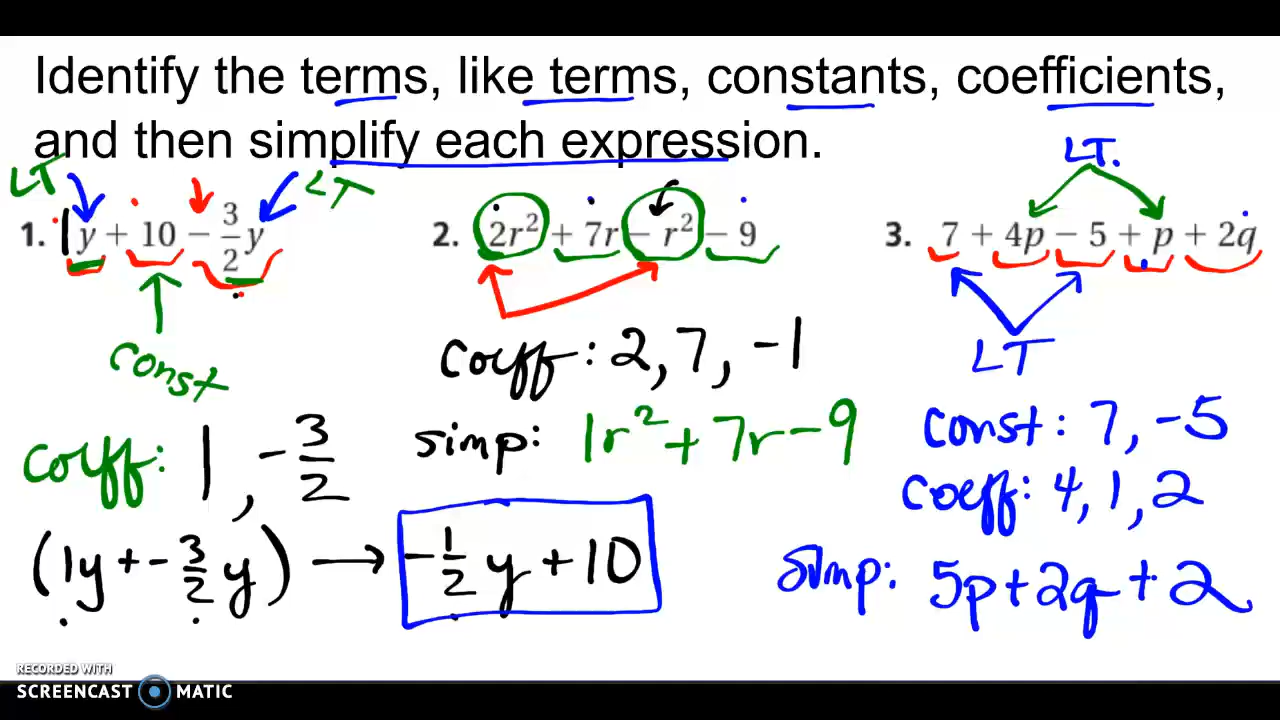 Identify the terms, like terms, constants, coefficients,
and then simplify each expression.
LT LT LT.
1. 1y + 10 − 3/2 y
2. 2r² + 7r − r² − 9
3. 7 + 4p − 5 + p + 2q
const
LT
coeff: 1, -3/2
(1y + - 3/2 y) → -1/2 y + 10
coeff: 2, 7, -1
simp: 1r² + 7r - 9
const: 7, -5
coeff: 4, 1, 2
simp: 5p + 2q + 2
RECORDED WITH
SCREENCAST MATIC